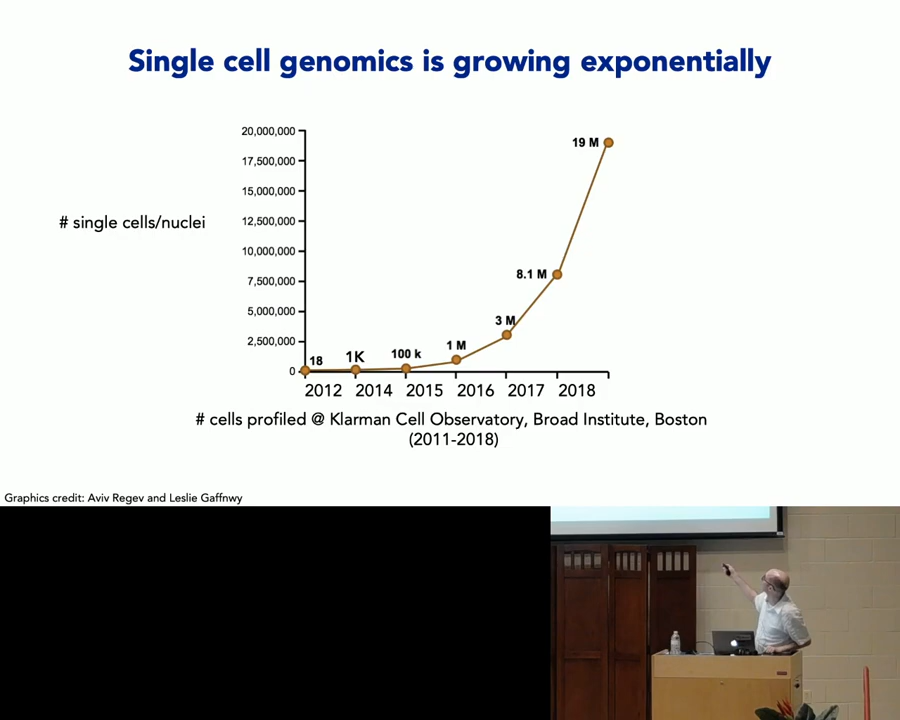 Single cell genomics is growing exponentially
20,000,000
17,500,000
15,000,000
12,500,000
10,000,000
7,500,000
5,000,000
2,500,000
0
# single cells/nuclei
19 M
8.1 M
3 M
1 M
100 k
1K
18
2012 2014 2015 2016 2017 2018
# cells profiled @ Klarman Cell Observatory, Broad Institute, Boston
(2011-2018)
Graphics credit: Aviv Regev and Leslie Gaffnwy